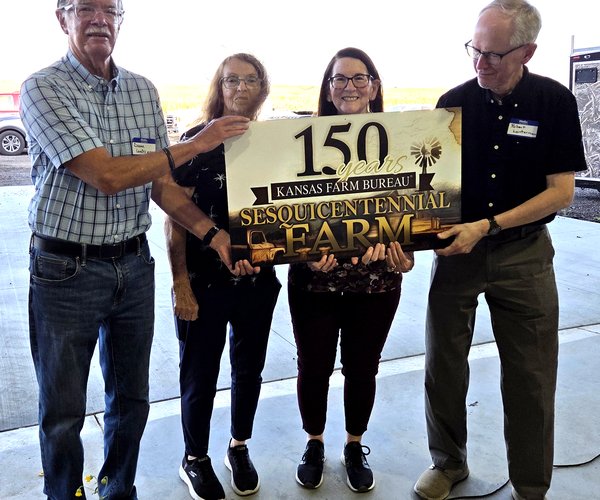 150
years
KANSAS FARM BUREAU
SESQUICENTENNIAL
FARM